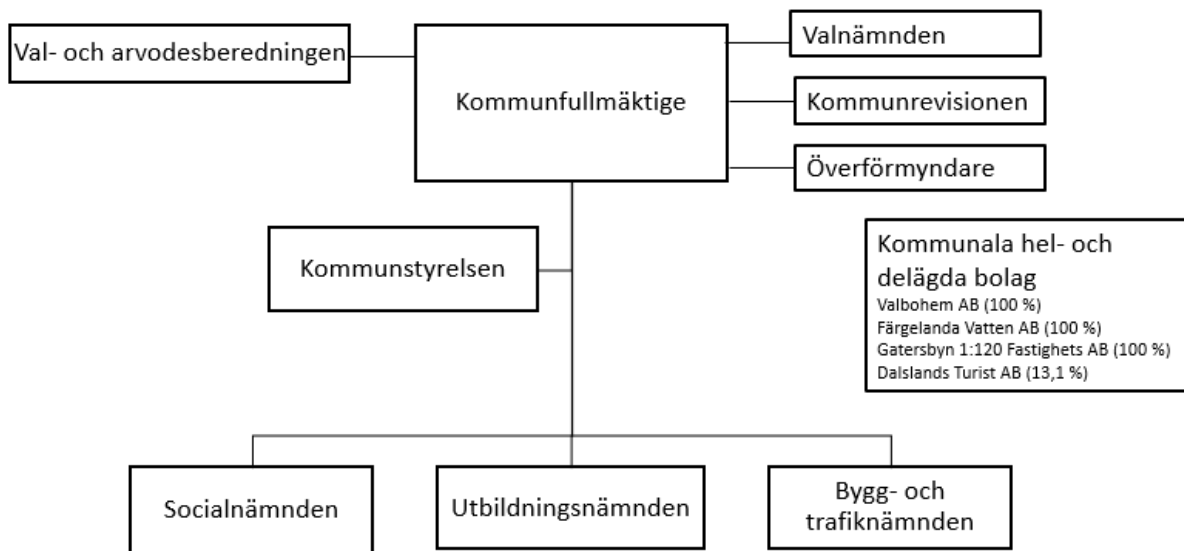 Val- och arvodesberedningen
Kommunfullmäktige
Valnämnden
Kommunrevisionen
Överförmyndare
Kommunstyrelsen
Kommunala hel- och
delägda bolag
Valbohem AB (100 %)
Färgelanda Vatten AB (100 %)
Gatersbyn 1:120 Fastighets AB (100 %)
Dalslands Turist AB (13,1 %)
Socialnämnden
Utbildningsnämnden
Bygg- och
trafiknämnden